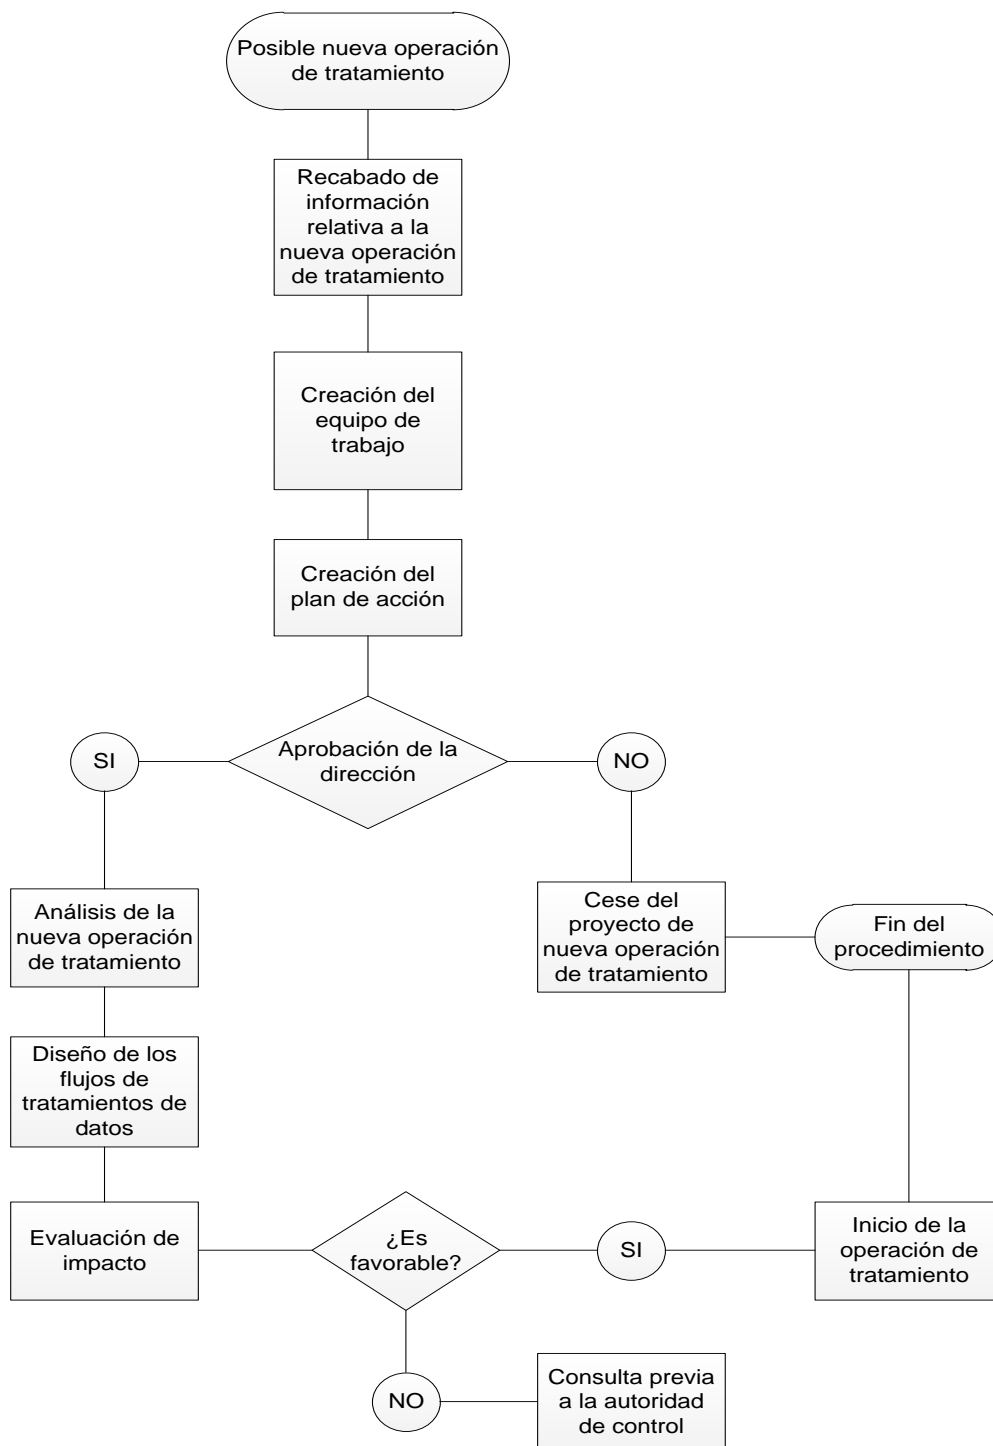 Posible nueva operación
de tratamiento
Recabado de
información
relativa a la
nueva operación
de tratamiento
Creación del
equipo de
trabajo
Creación del
plan de acción
Aprobación de la
dirección
SI
NO
Análisis de la
nueva operación
de tratamiento
Cese del
proyecto de
nueva operación
de tratamiento
Fin del
procedimiento
Diseño de los
flujos de
tratamientos de
datos
Evaluación de
impacto
¿Es
favorable?
SI
Inicio de la
operación de
tratamiento
NO
Consulta previa
a la autoridad
de control